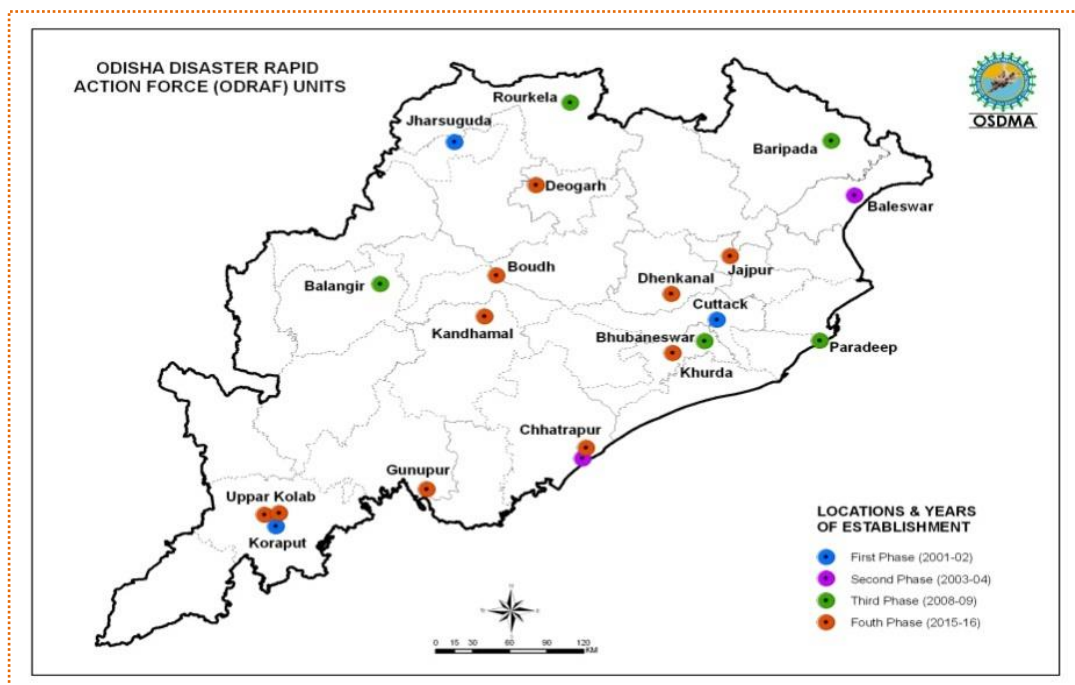 ODISHA DISASTER RAPID
ACTION FORCE (ODRAF) UNITS
OSDMA
Rourkela
Jharsuguda
Baripada
Deogarh
Baleswar
Jajpur
Boudh
Dhenkanal
Balangir
Cuttack
Kandhamal
Bhubaneswar
Paradeep
Khurda
Chhatrapur
Gunupur
Uppar Kolab
Koraput
LOCATIONS & YEARS
OF ESTABLISHMENT
First Phase (2001-02)
Second Phase (2003-04)
Third Phase (2008-09)
Fouth Phase (2015-16)
N
0 15 30 60 90 120
KM